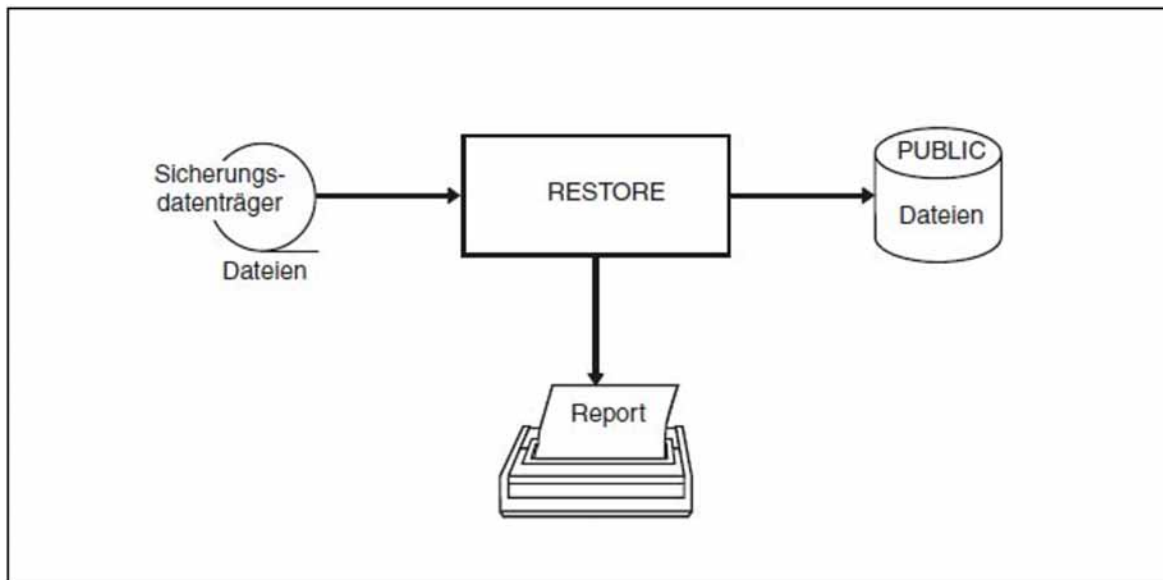 Sicherungs-
datenträger
Dateien
RESTORE
PUBLIC
Dateien
Report